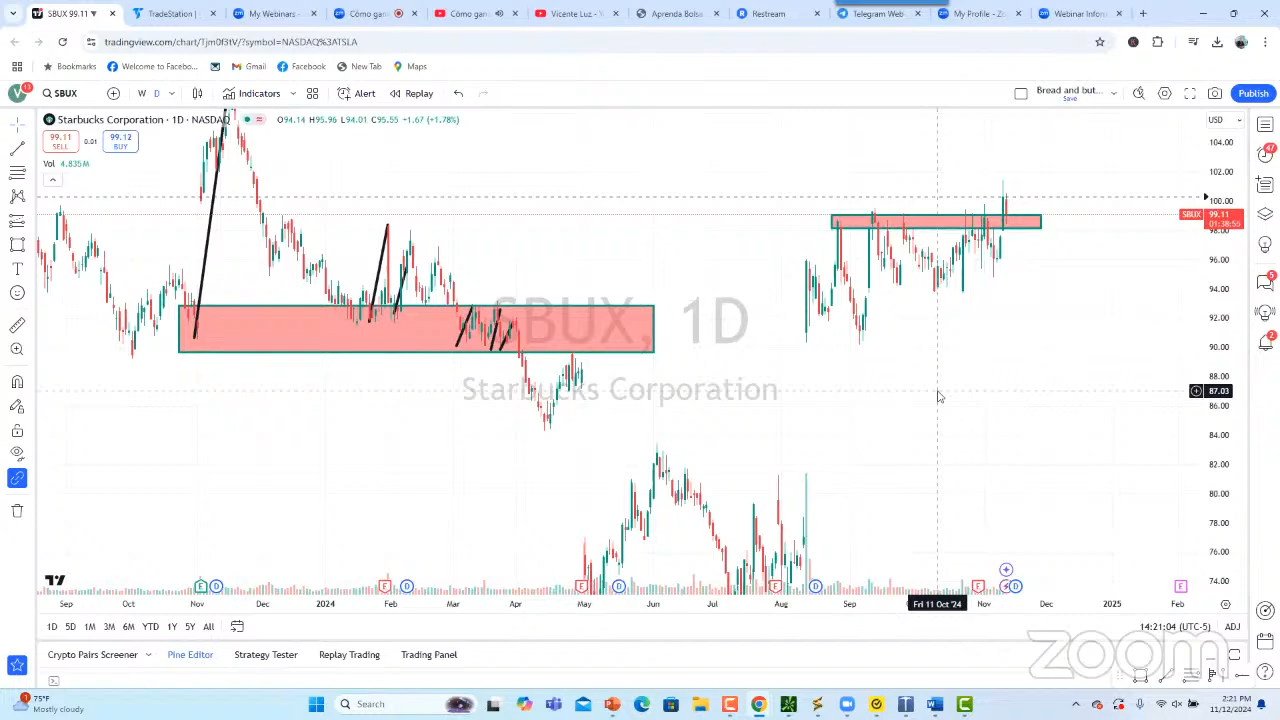 SBUX 99.11
TradeStation
My Webinars
Cómo gana
Cómo gan
Vicente Luz
Aprenda Bolsa
Restream
Telegram Web
My Profile - Zo
Webinar Inform
tradingview.com/chart/Tjm0f3tV/?symbol=NASDAQ%3ATSLA
Bookmarks Welcome to Facebo... Gmail Facebook New Tab Maps
V 13 SBUX W D Indicators Alert Replay Bread and but... Save Publish
Starbucks Corporation · 1D · NASDAQ O94.14 H95.96 L94.01 C95.55 +1.67 (+1.78%) USD
99.11 SELL 0.01 99.12 BUY
Vol 4.835M
104.00
102.00
100.00
SBUX 99.11
01:38:55
98.00
96.00
94.00
92.00
90.00
88.00
87.03
86.00
84.00
82.00
80.00
78.00
76.00
74.00
SBUX, 1D
Starbucks Corporation
47
5
2
E D E D E D E D E D E
Sep Oct Nov Dec 2024 Feb Mar Apr May Jun Jul Aug Sep Fri 11 Oct '24 Nov Dec 2025 Feb
1D 5D 1M 3M 6M YTD 1Y 5Y All 14:21:04 (UTC-5) ADJ
Crypto Pairs Screener Pine Editor Strategy Tester Replay Trading Trading Panel
zoom
1 75°F
Mostly cloudy
Search
2:21 PM
11/12/2024